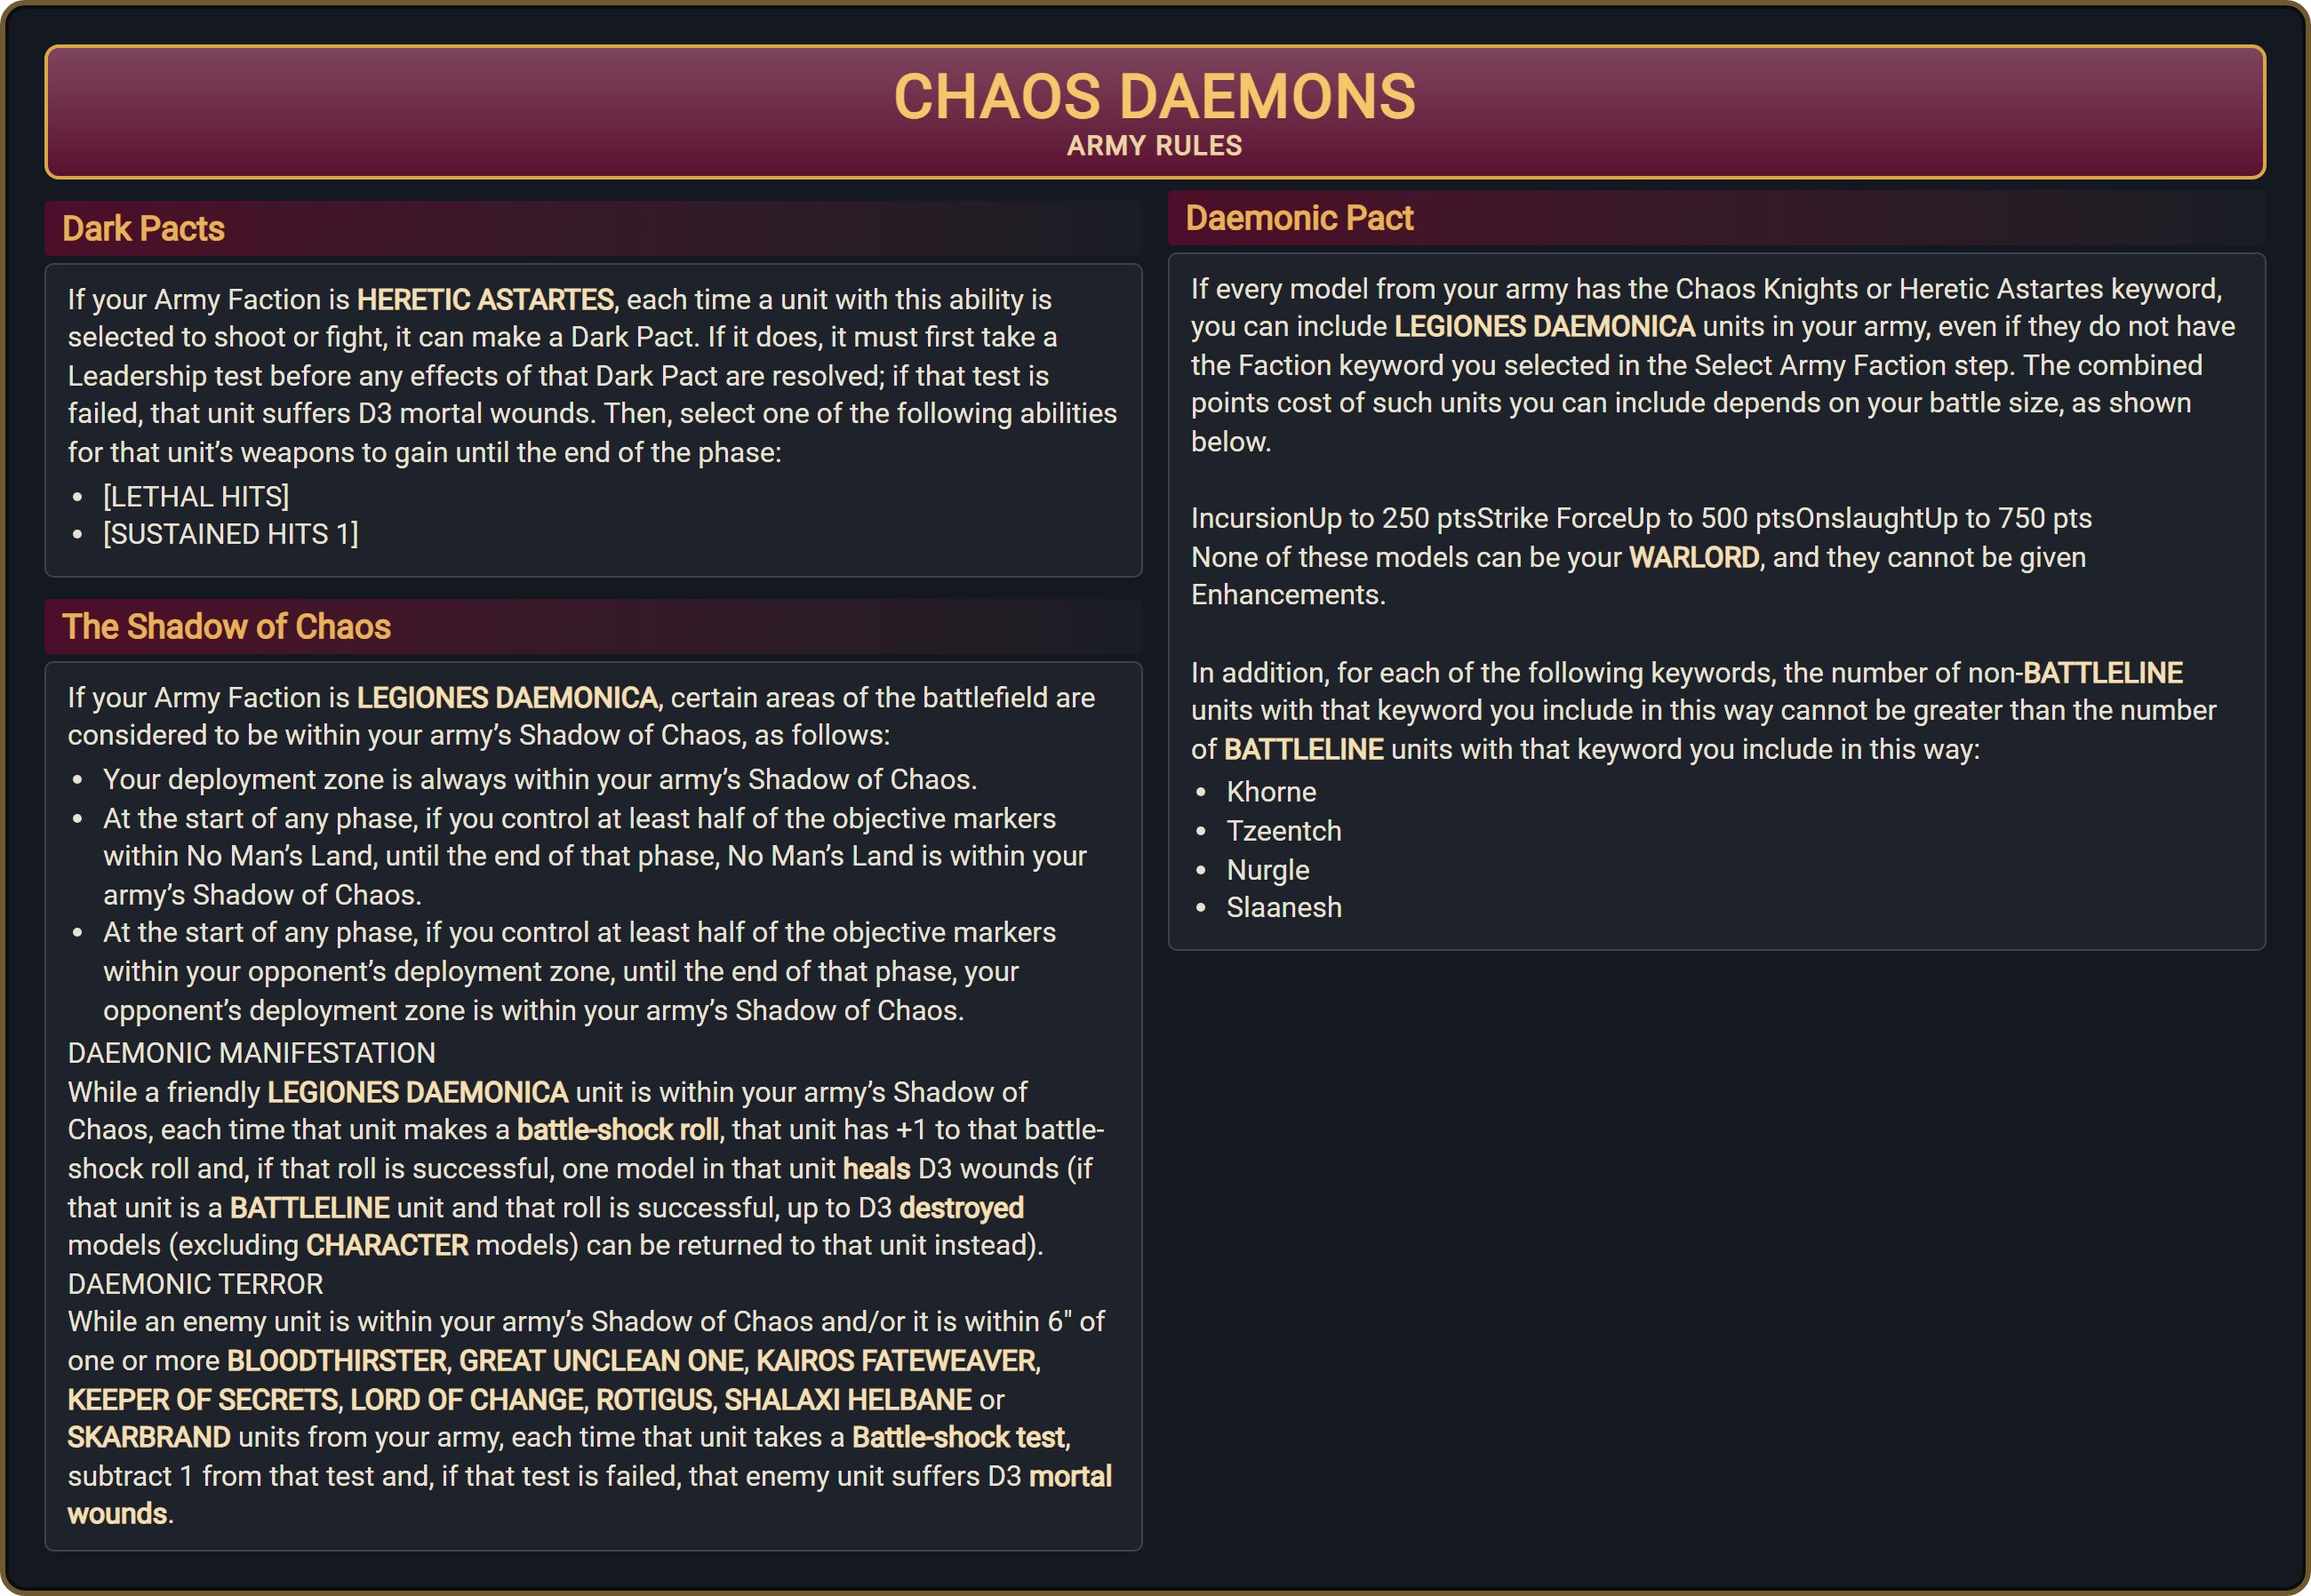 CHAOS DAEMONS
ARMY RULES
Dark Pacts
If your Army Faction is HERETIC ASTARTES, each time a unit with this ability is
selected to shoot or fight, it can make a Dark Pact. If it does, it must first take a
Leadership test before any effects of that Dark Pact are resolved; if that test is
failed, that unit suffers D3 mortal wounds. Then, select one of the following abilities
for that unit’s weapons to gain until the end of the phase:
• [LETHAL HITS]
• [SUSTAINED HITS 1]
The Shadow of Chaos
If your Army Faction is LEGIONES DAEMONICA, certain areas of the battlefield are
considered to be within your army’s Shadow of Chaos, as follows:
• Your deployment zone is always within your army’s Shadow of Chaos.
• At the start of any phase, if you control at least half of the objective markers
within No Man’s Land, until the end of that phase, No Man’s Land is within your
army’s Shadow of Chaos.
• At the start of any phase, if you control at least half of the objective markers
within your opponent’s deployment zone, until the end of that phase, your
opponent’s deployment zone is within your army’s Shadow of Chaos.
DAEMONIC MANIFESTATION
While a friendly LEGIONES DAEMONICA unit is within your army’s Shadow of
Chaos, each time that unit makes a battle-shock roll, that unit has +1 to that battle-
shock roll and, if that roll is successful, one model in that unit heals D3 wounds (if
that unit is a BATTLELINE unit and that roll is successful, up to D3 destroyed
models (excluding CHARACTER models) can be returned to that unit instead).
DAEMONIC TERROR
While an enemy unit is within your army’s Shadow of Chaos and/or it is within 6" of
one or more BLOODTHIRSTER, GREAT UNCLEAN ONE, KAIROS FATEWEAVER,
KEEPER OF SECRETS, LORD OF CHANGE, ROTIGUS, SHALAXI HELBANE or
SKARBRAND units from your army, each time that unit takes a Battle-shock test,
subtract 1 from that test and, if that test is failed, that enemy unit suffers D3 mortal
wounds.
Daemonic Pact
If every model from your army has the Chaos Knights or Heretic Astartes keyword,
you can include LEGIONES DAEMONICA units in your army, even if they do not have
the Faction keyword you selected in the Select Army Faction step. The combined
points cost of such units you can include depends on your battle size, as shown
below.
IncursionUp to 250 ptsStrike ForceUp to 500 ptsOnslaughtUp to 750 pts
None of these models can be your WARLORD, and they cannot be given
Enhancements.
In addition, for each of the following keywords, the number of non-BATTLELINE
units with that keyword you include in this way cannot be greater than the number
of BATTLELINE units with that keyword you include in this way:
• Khorne
• Tzeentch
• Nurgle
• Slaanesh